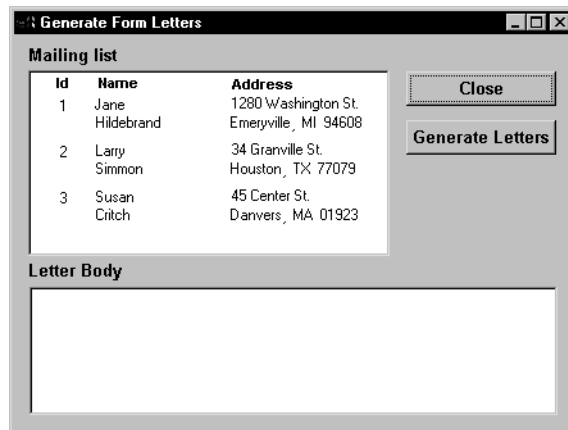 Generate Form Letters
Mailing list
Id Name Address
1 Jane 1280 Washington St.
Hildebrand Emeryville, MI 94608
2 Larry 34 Granville St.
Simmon Houston, TX 77079
3 Susan 45 Center St.
Critch Danvers, MA 01923
Close
Generate Letters
Letter Body